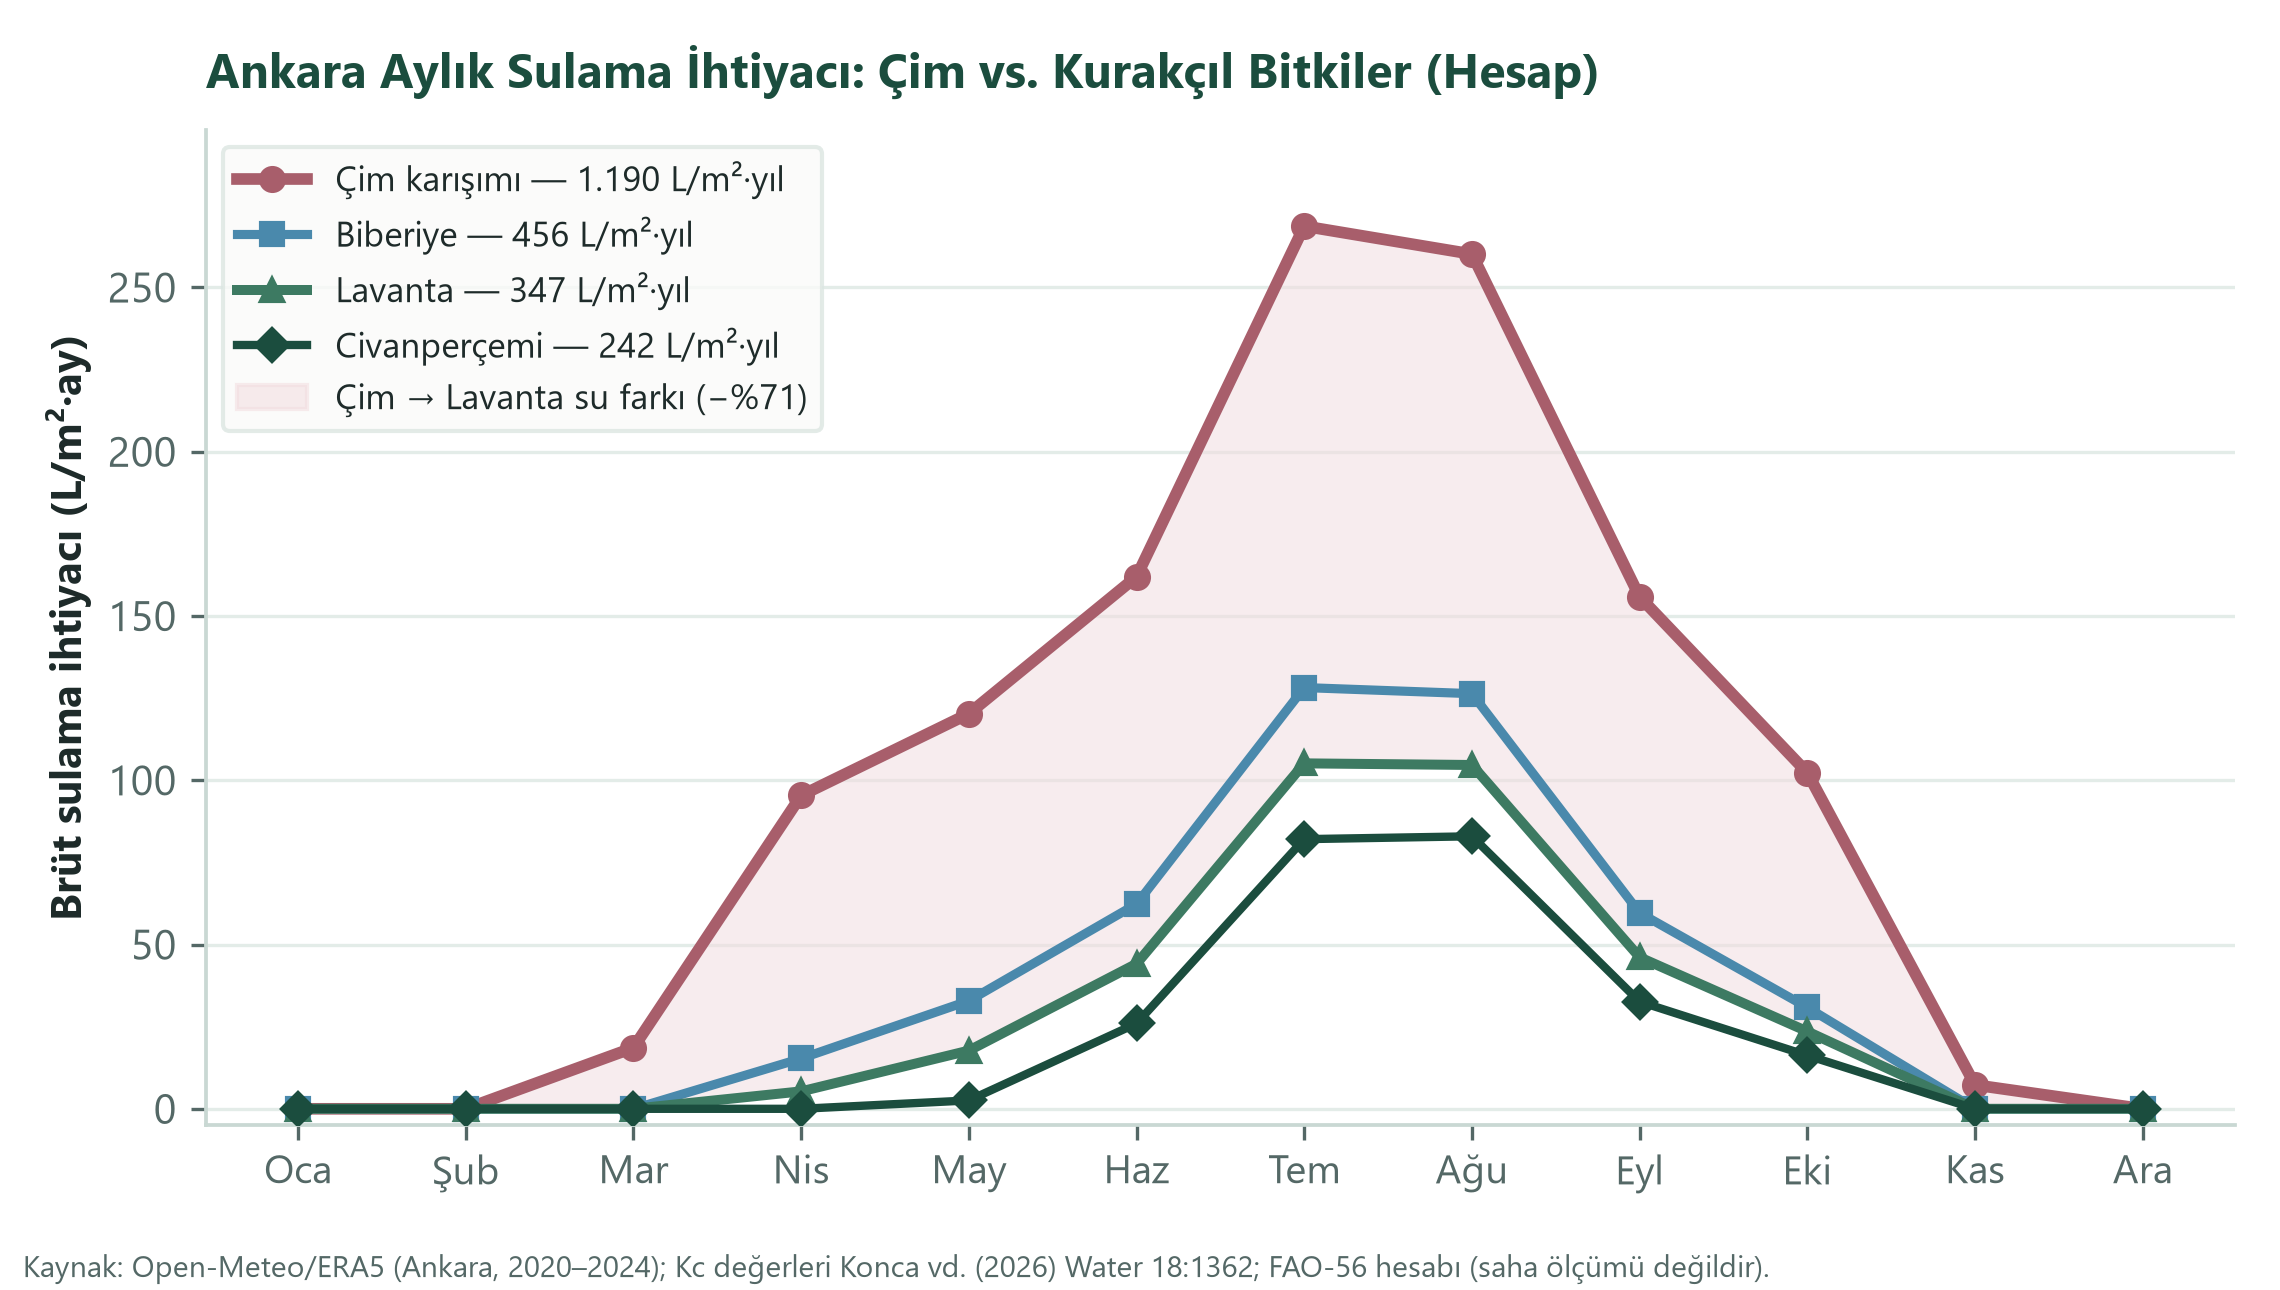 Ankara Aylık Sulama İhtiyacı: Çim vs. Kurakçıl Bitkiler (Hesap)
Çim karışımı — 1.190 L/m²·yıl
Biberiye — 456 L/m²·yıl
Lavanta — 347 L/m²·yıl
Civanperçemi — 242 L/m²·yıl
Çim → Lavanta su farkı (−%71)
Brüt sulama ihtiyacı (L/m²·ay)
250
200
150
100
50
0
Oca Şub Mar Nis May Haz Tem Ağu Eyl Eki Kas Ara
Kaynak: Open-Meteo/ERA5 (Ankara, 2020–2024); Kc değerleri Konca vd. (2026) Water 18:1362; FAO-56 hesabı (saha ölçümü değildir).